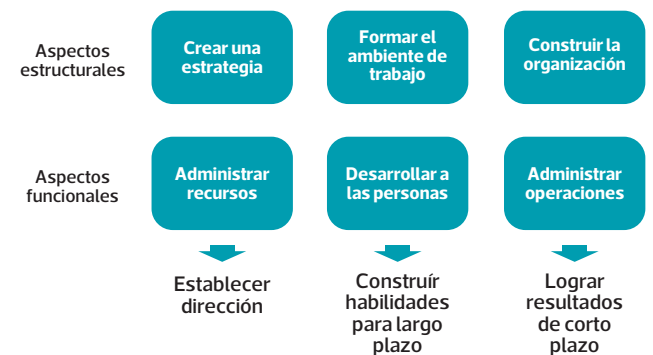 Aspectos
estructurales
Crear una
estrategia
Formar el
ambiente de
trabajo
Construir la
organización
Aspectos
funcionales
Administrar
recursos
Desarrollar a
las personas
Administrar
operaciones
Establecer
dirección
Construír
habilidades
para largo
plazo
Lograr
resultados
de corto
plazo